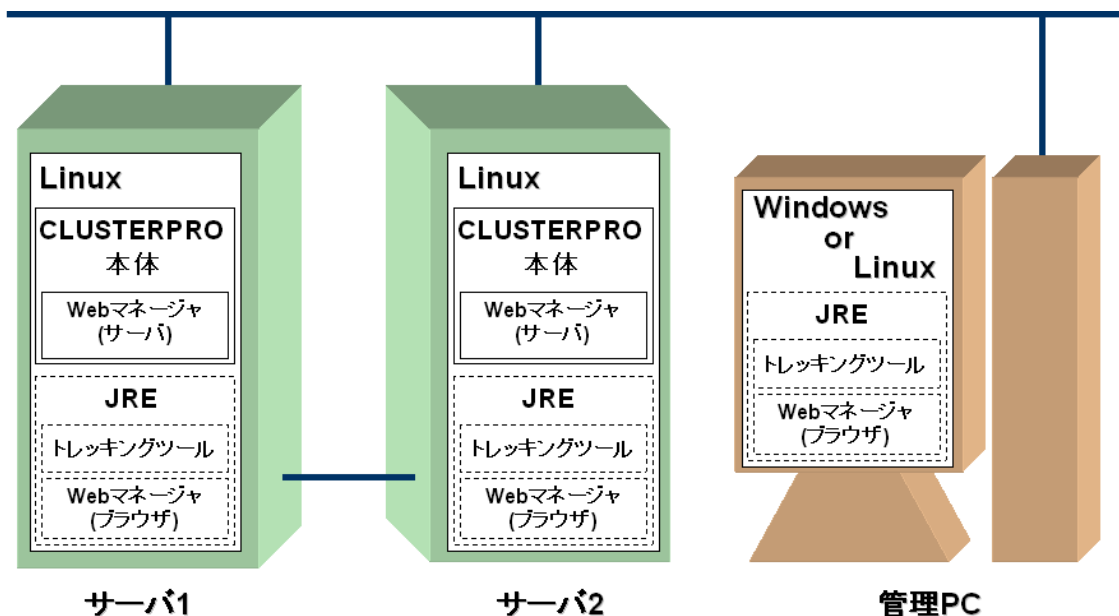 Linux
CLUSTERPRO
本体
Webマネージャ
(サーバ)
JRE
トレッキングツール
Webマネージャ
(ブラウザ)
サーバ1
Linux
CLUSTERPRO
本体
Webマネージャ
(サーバ)
JRE
トレッキングツール
Webマネージャ
(ブラウザ)
サーバ2
Windows
or
Linux
JRE
トレッキングツール
Webマネージャ
(ブラウザ)
管理PC